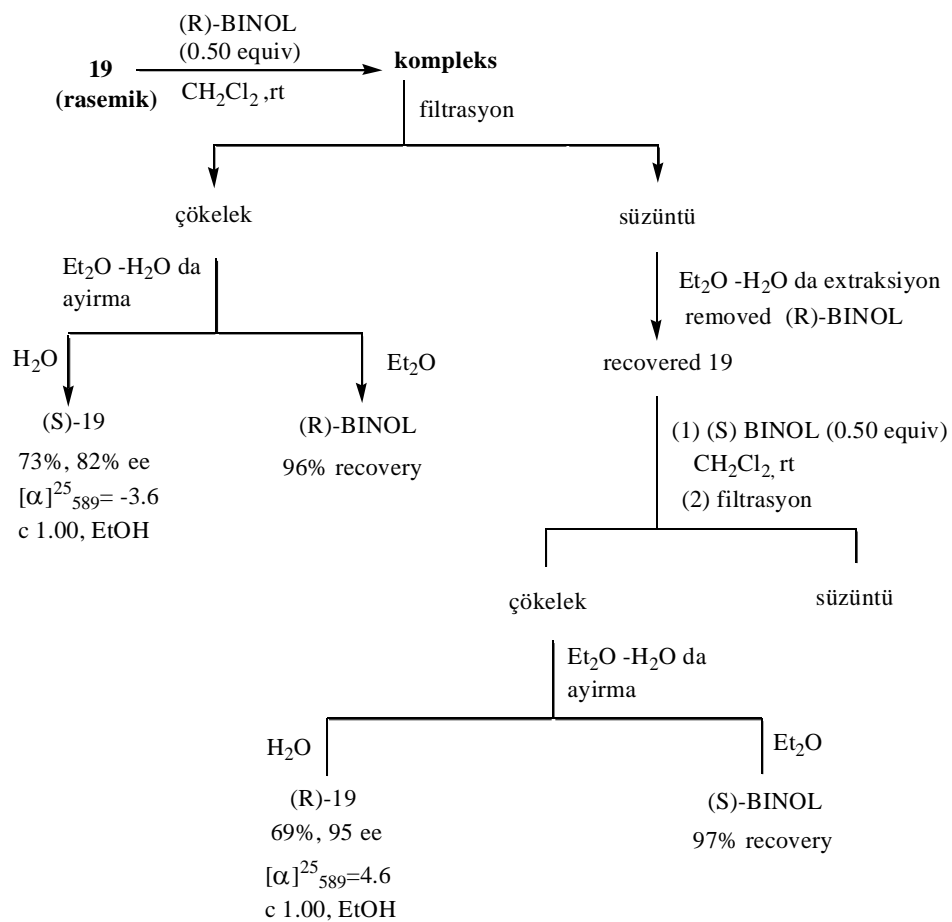 (R)-BINOL
(0.50 equiv)
19
(rasemik)
CH₂Cl₂ ,rt
kompleks
filtrasyon
çökelek
süzüntü
Et₂O -H₂O da
ayirma
Et₂O -H₂O da extraksiyon
removed (R)-BINOL
H₂O
Et₂O
recovered 19
(S)-19
73%, 82% ee
[α]²⁵₅₈₉= -3.6
c 1.00, EtOH
(R)-BINOL
96% recovery
(1) (S) BINOL (0.50 equiv)
CH₂Cl₂, rt
(2) filtrasyon
çökelek
süzüntü
Et₂O -H₂O da
ayirma
H₂O
Et₂O
(R)-19
69%, 95 ee
[α]²⁵₅₈₉=4.6
c 1.00, EtOH
(S)-BINOL
97% recovery